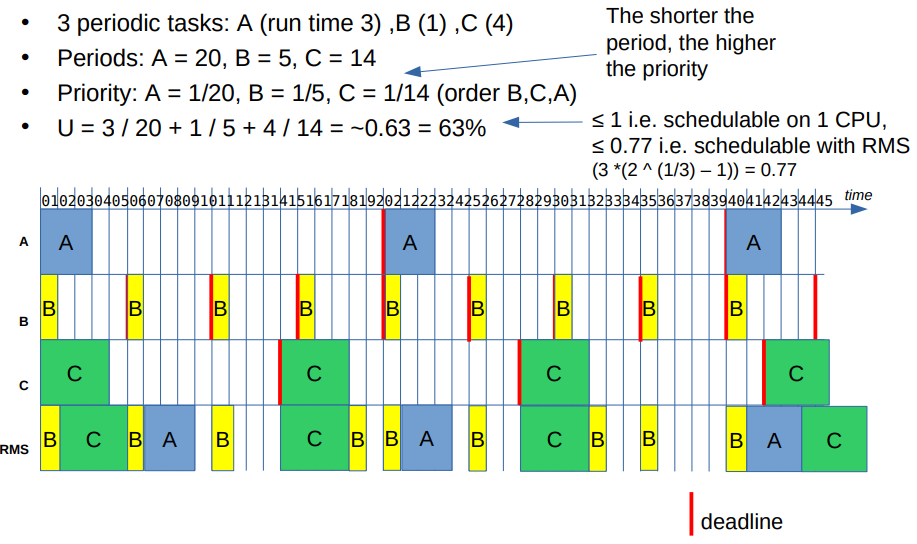 • 3 periodic tasks: A (run time 3) ,B (1) ,C (4)
• Periods: A = 20, B = 5, C = 14
• Priority: A = 1/20, B = 1/5, C = 1/14 (order B,C,A)
• U = 3 / 20 + 1 / 5 + 4 / 14 = ~0.63 = 63%
The shorter the
period, the higher
the priority
≤ 1 i.e. schedulable on 1 CPU,
≤ 0.77 i.e. schedulable with RMS
(3 *(2 ^ (1/3) – 1)) = 0.77
010203040506070809101112131415161718192021222324252627282930313233343536373839404142434445 time
A A A A
B B B B B B B B B B
C C C C C
RMS B C B A B C B B A B C B B B A C
deadline